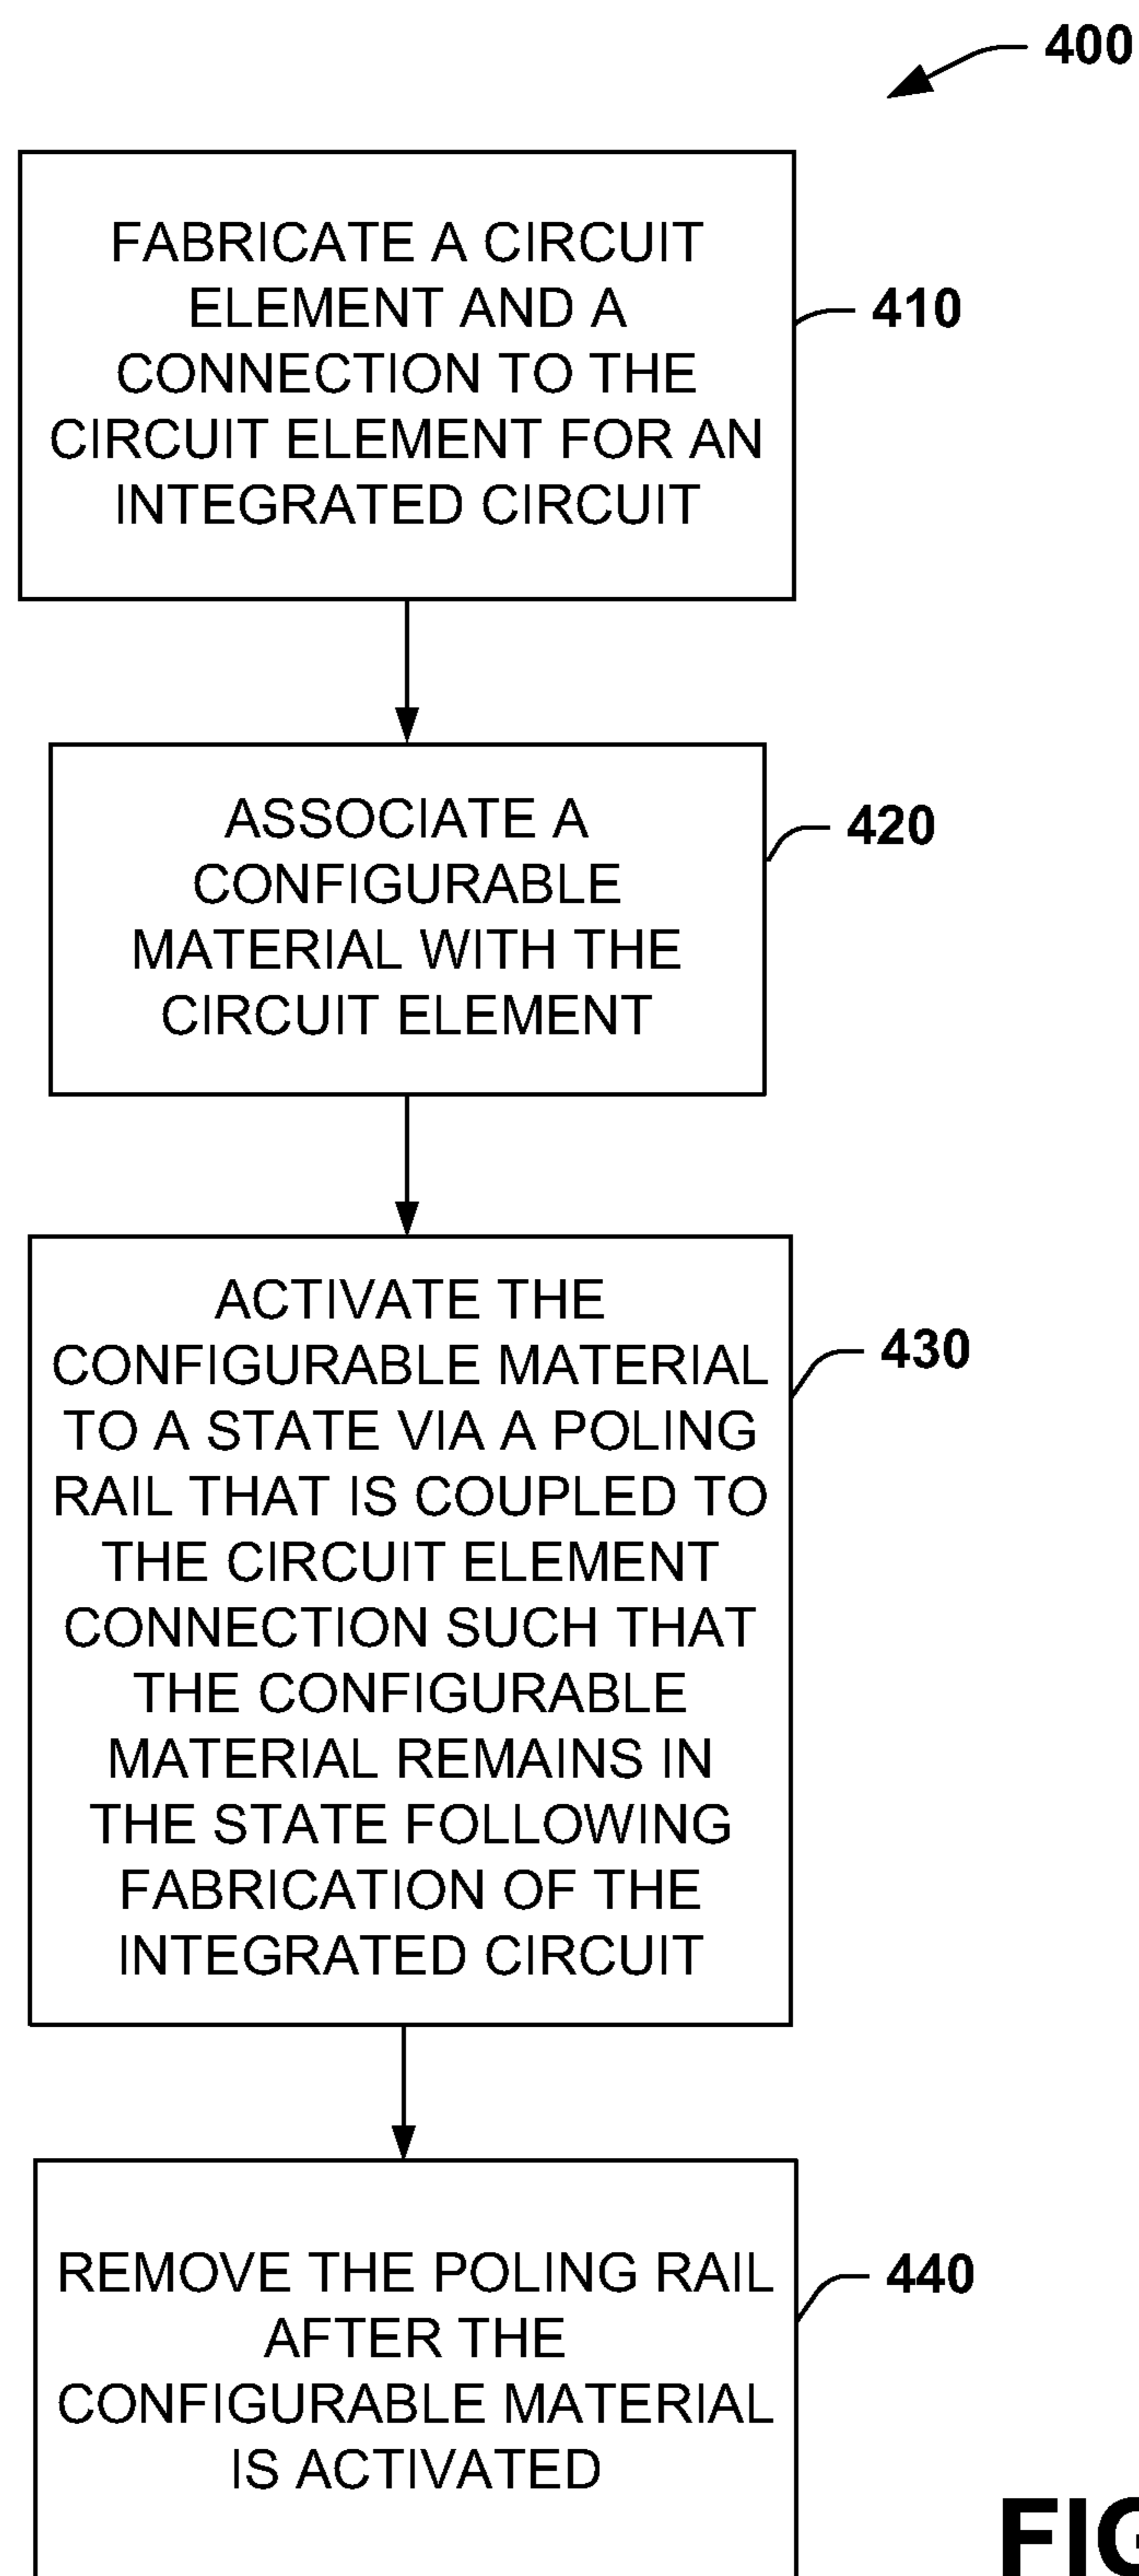 400
FABRICATE A CIRCUIT
ELEMENT AND A
CONNECTION TO THE
CIRCUIT ELEMENT FOR AN
INTEGRATED CIRCUIT
410
ASSOCIATE A
CONFIGURABLE
MATERIAL WITH THE
CIRCUIT ELEMENT
420
ACTIVATE THE
CONFIGURABLE MATERIAL
TO A STATE VIA A POLING
RAIL THAT IS COUPLED TO
THE CIRCUIT ELEMENT
CONNECTION SUCH THAT
THE CONFIGURABLE
MATERIAL REMAINS IN
THE STATE FOLLOWING
FABRICATION OF THE
INTEGRATED CIRCUIT
430
REMOVE THE POLING RAIL
AFTER THE
CONFIGURABLE MATERIAL
IS ACTIVATED
440
FIG